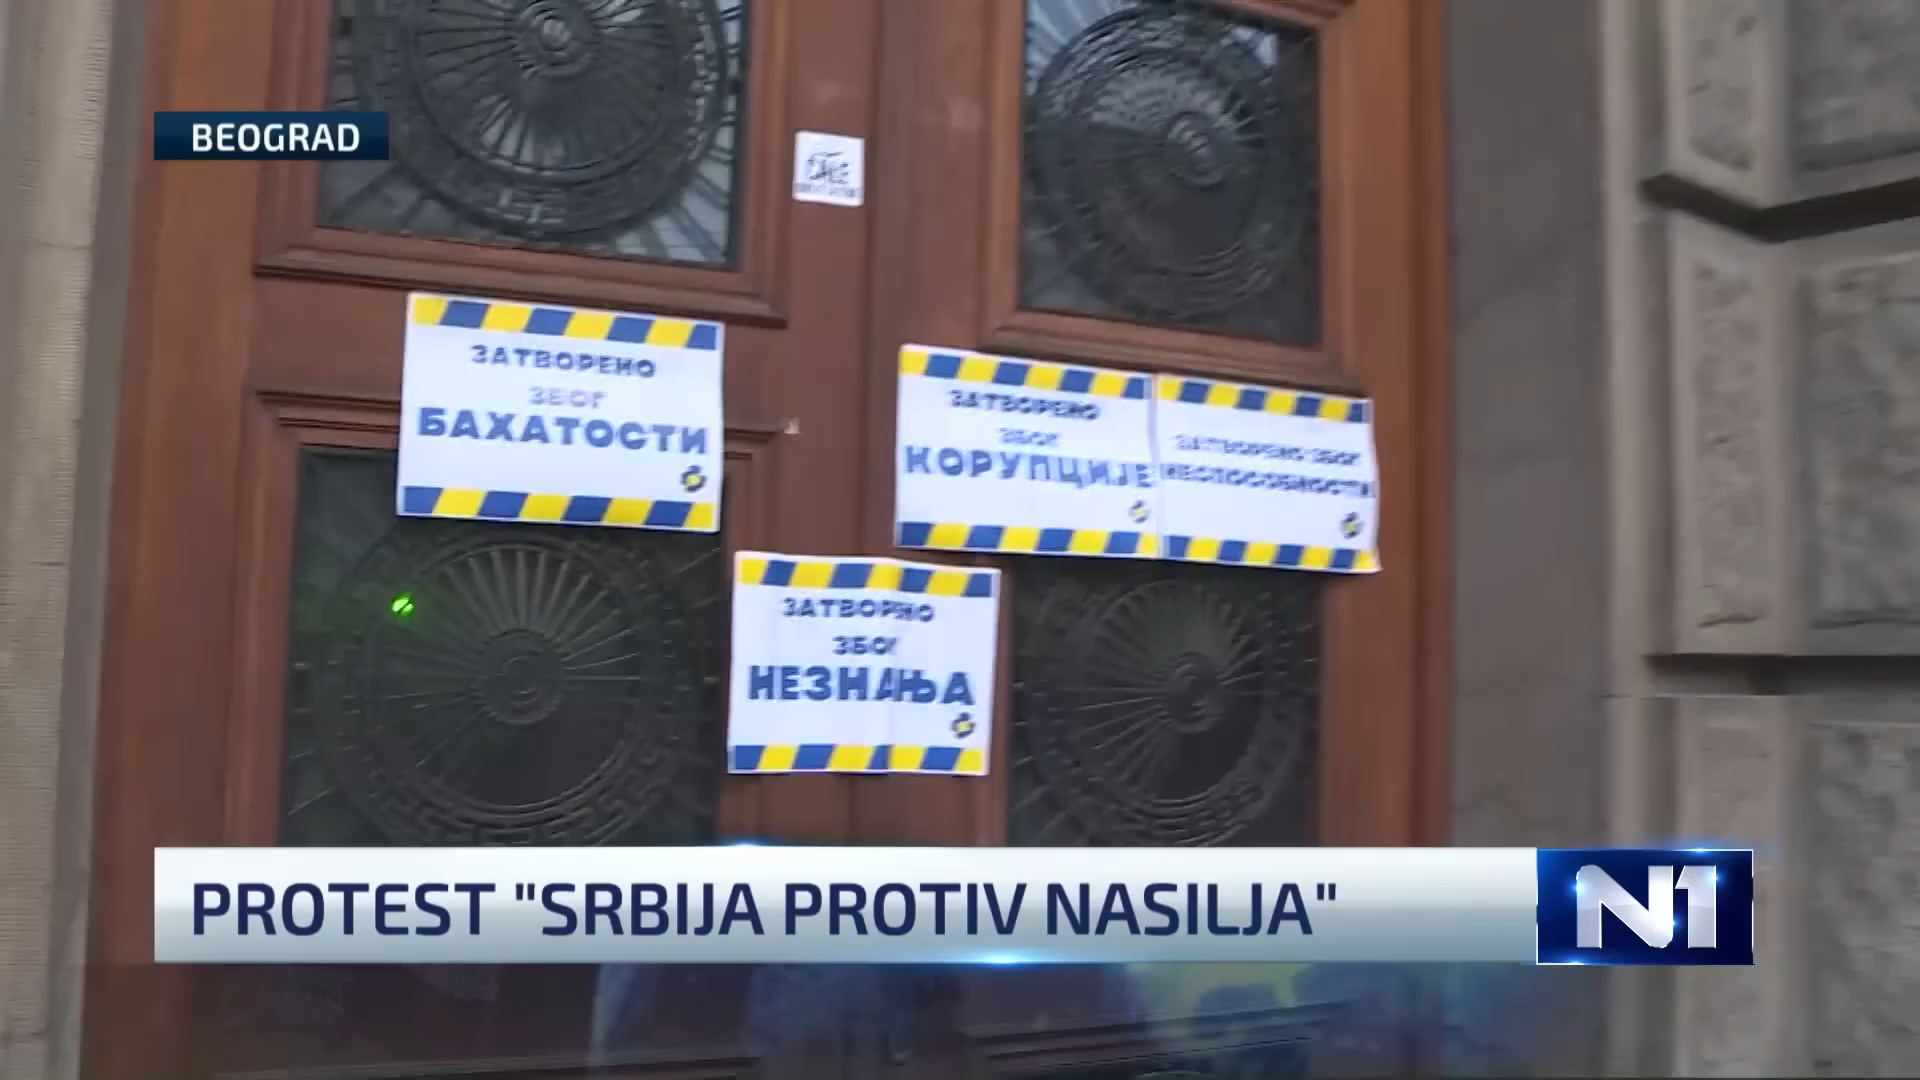 BEOGRAD
ЗАТВОРЕНО
ЗБОГ
БАХАТОСТИ
ЗАТВОРЕНО
ЗБОГ
КОРУПЦИЈЕ
ЗАТВОРЕНО ЗБОГ
НЕСПОСОБНОСТИ
ЗАТВОРНО
ЗБОГ
НЕЗНАЊА
PROTEST "SRBIJA PROTIV NASILJA"
N1